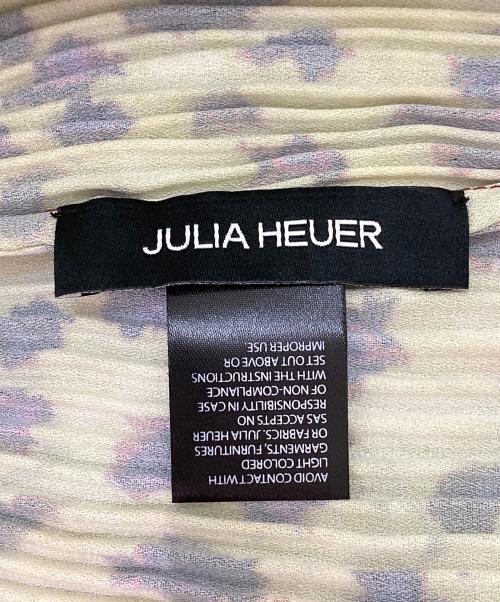 JULIA HEUER
AVOID CONTACT WITH
LIGHT COLORED
GARMENTS, FURNITURES
OR FABRICS. JULIA HEUER
SAS ACCEPTS NO
RESPONSIBILITY IN CASE
OF NON-COMPLIANCE
WITH THE INSTRUCTIONS
SET OUT ABOVE OR
IMPROPER USE.